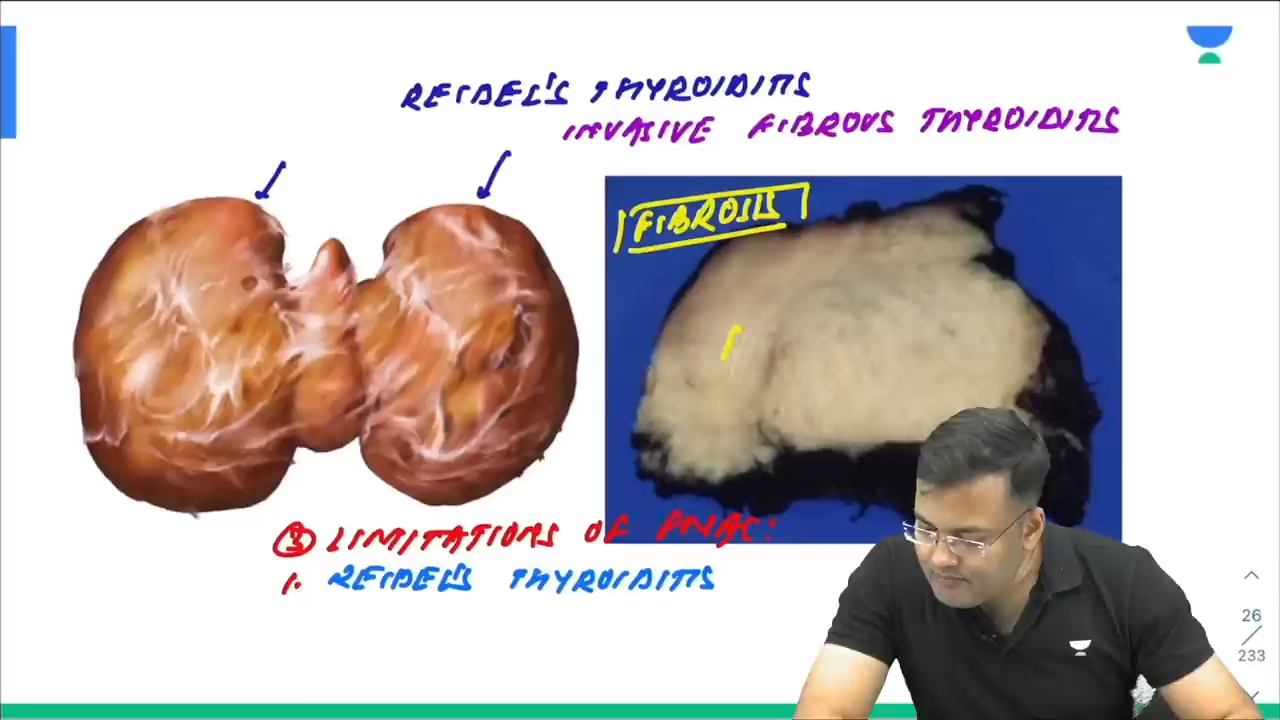 REIDEL'S THYROIDITIS
INVASIVE FIBROUS THYROIDITIS
FIBROSIS
③ LIMITATIONS OF FNAC:
1. REIDEL'S THYROIDITIS
26
/
233